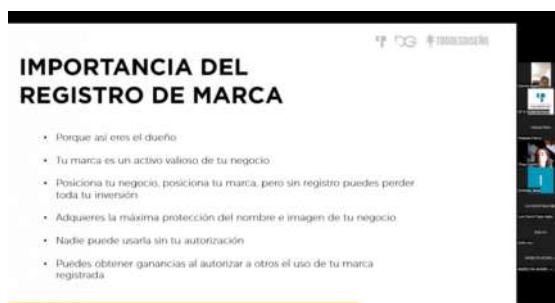 #TODOESDISEÑO
IMPORTANCIA DEL
REGISTRO DE MARCA
• Porque así eres el dueño
• Tu marca es un activo valioso de tu negocio
• Posiciona tu negocio, posiciona tu marca, pero sin registro puedes perder
toda tu inversión
• Adquieres la máxima protección del nombre e imagen de tu negocio
• Nadie puede usarla sin tu autorización
• Puedes obtener ganancias al autorizar a otros el uso de tu marca
registrada